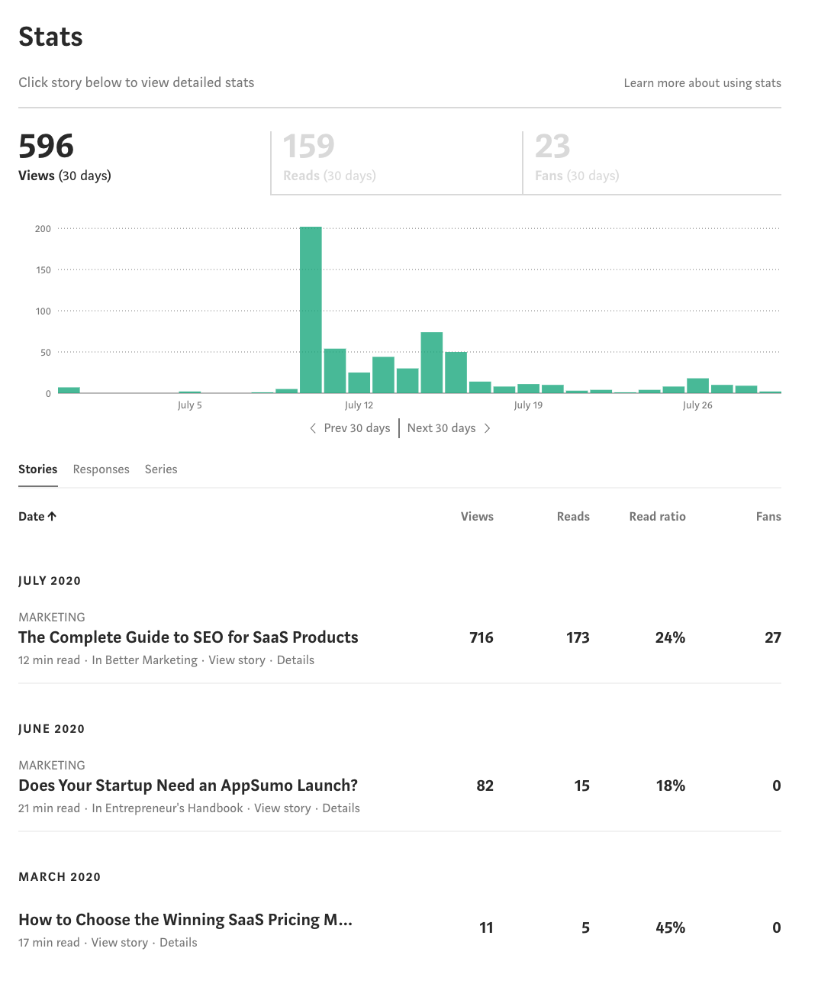 Stats
Click story below to view detailed stats
Learn more about using stats
596
Views (30 days)
159
Reads (30 days)
23
Fans (30 days)
200
150
100
50
0
July 5
July 12
July 19
July 26
Prev 30 days
Next 30 days
Stories Responses Series
Date ↑ Views Reads Read ratio Fans
JULY 2020
MARKETING
The Complete Guide to SEO for SaaS Products 716 173 24% 27
12 min read · In Better Marketing · View story · Details
JUNE 2020
MARKETING
Does Your Startup Need an AppSumo Launch? 82 15 18% 0
21 min read · In Entrepreneur's Handbook · View story · Details
MARCH 2020
How to Choose the Winning SaaS Pricing M... 11 5 45% 0
17 min read · View story · Details